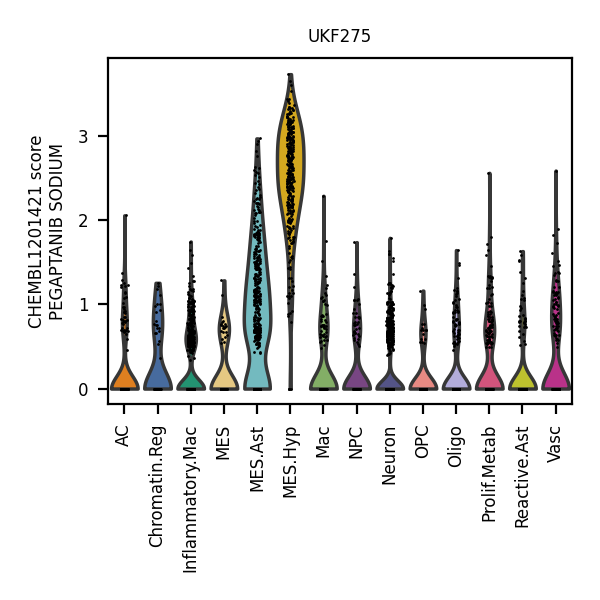 UKF275
CHEMBL1201421 score
PEGAPTANIB SODIUM
3
2
1
0
AC
Chromatin.Reg
Inflammatory.Mac
MES
MES.Ast
MES.Hyp
Mac
NPC
Neuron
OPC
Oligo
Prolif.Metab
Reactive.Ast
Vasc